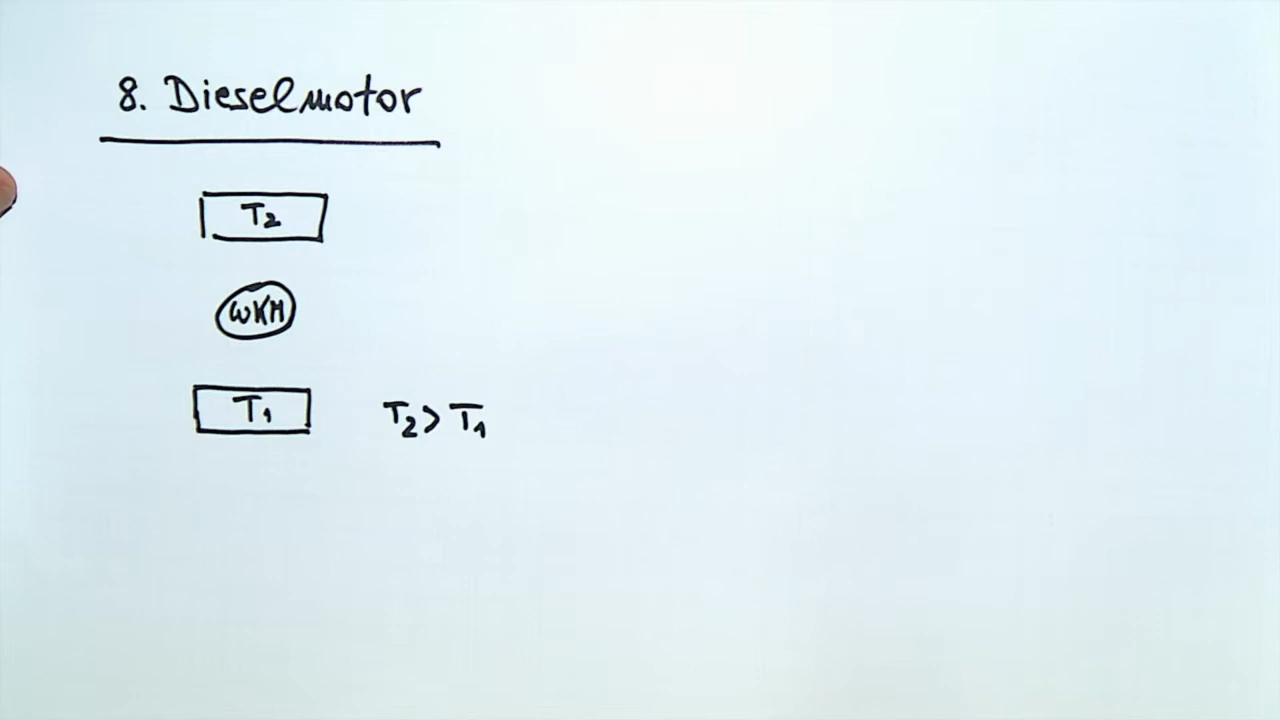 8. Dieselmotor
T₂
WKM
T₁
T₂ > T₁